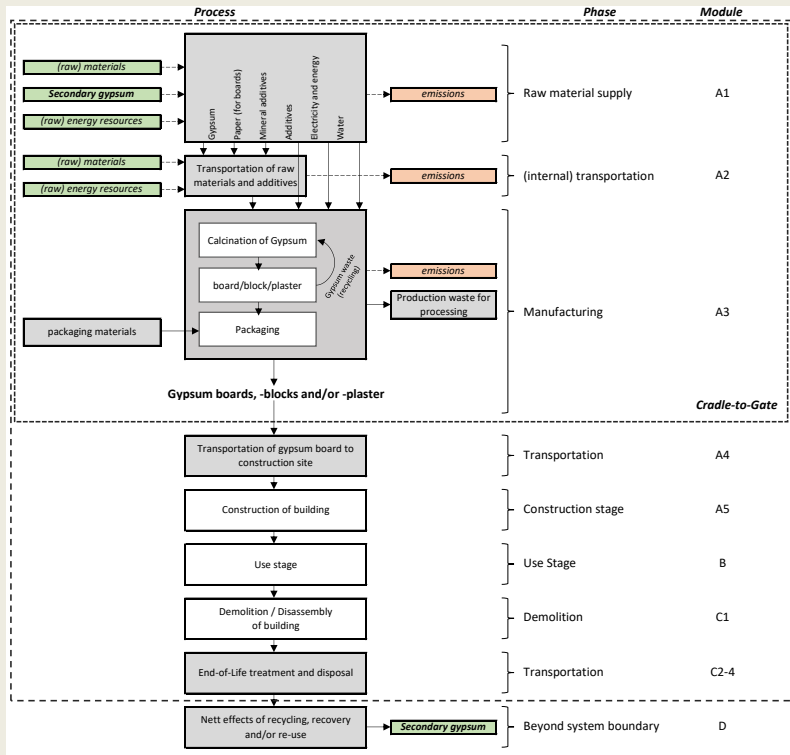 Process Phase Module
(raw) materials
Secondary gypsum
(raw) energy resources
Gypsum
Paper (for boards)
Mineral additives
Additives
Electricity and energy
Water
emissions
Raw material supply
A1
(raw) materials
(raw) energy resources
Transportation of raw
materials and additives
emissions
(internal) transportation
A2
Calcination of Gypsum
board/block/plaster
Packaging
Gypsum waste
(recycling)
emissions
Production waste for
processing
packaging materials
Manufacturing
A3
Gypsum boards, -blocks and/or -plaster
Cradle-to-Gate
Transportation of gypsum board to
construction site
Transportation
A4
Construction of building
Construction stage
A5
Use stage
Use Stage
B
Demolition / Disassembly
of building
Demolition
C1
End-of-Life treatment and disposal
Transportation
C2-4
Nett effects of recycling, recovery
and/or re-use
Secondary gypsum
Beyond system boundary
D